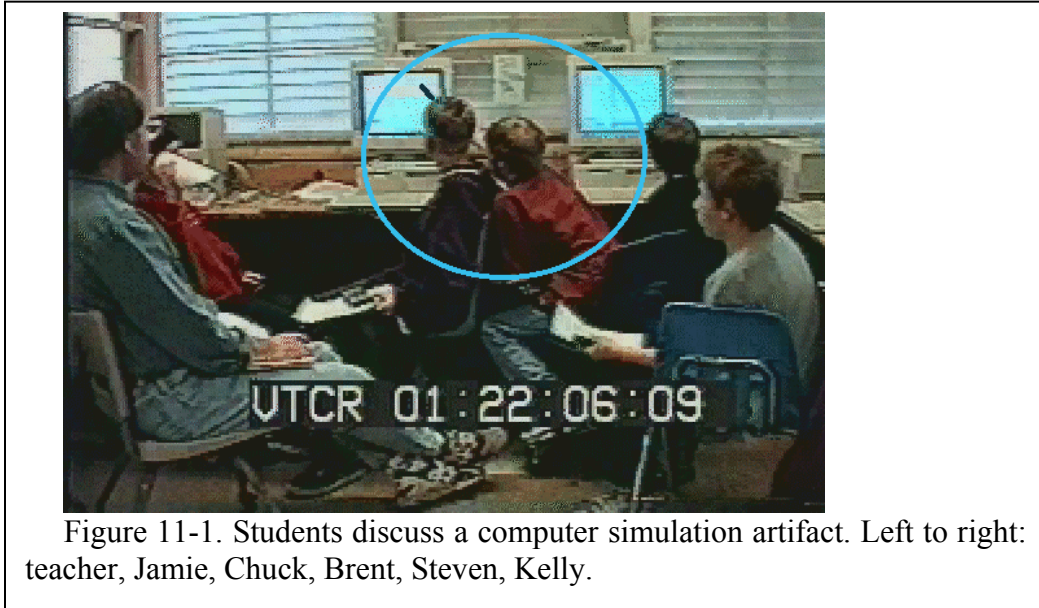 VTCR 01:22:06:09
Figure 11-1. Students discuss a computer simulation artifact. Left to right:
teacher, Jamie, Chuck, Brent, Steven, Kelly.